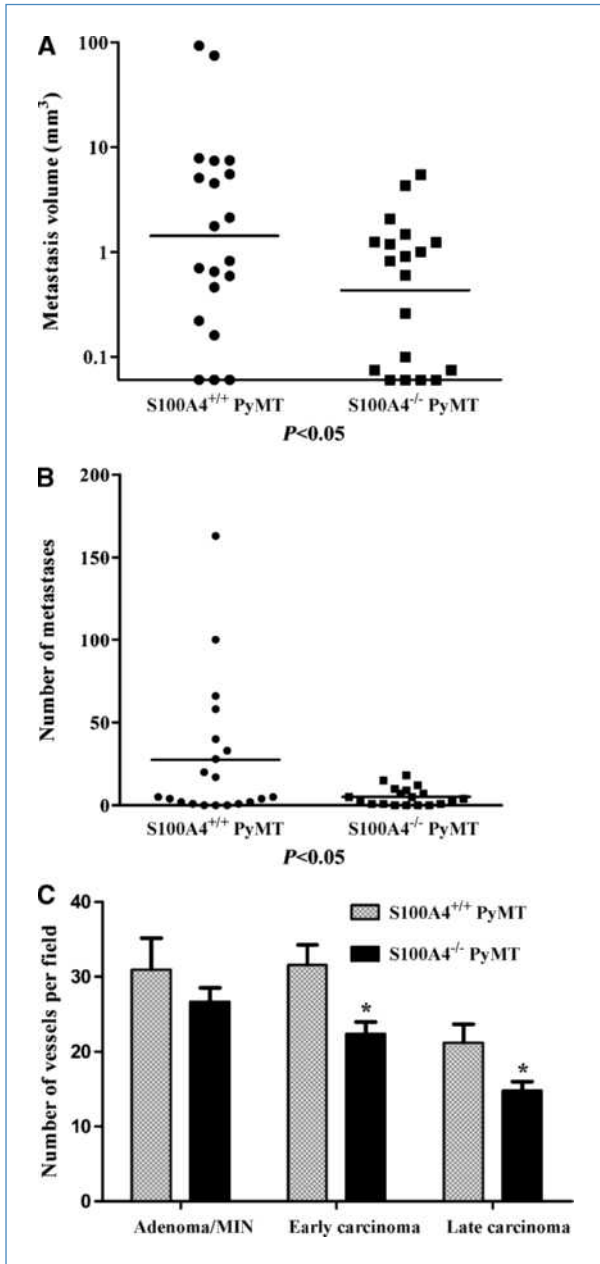 A
Metastasis volume (mm³)
100
10
1
0.1
S100A4+/+ PyMT
S100A4-/- PyMT
P<0.05
B
Number of metastases
200
150
100
50
0
S100A4+/+ PyMT
S100A4-/- PyMT
P<0.05
C
Number of vessels per field
40
30
20
10
0
S100A4+/+ PyMT
S100A4-/- PyMT
*
*
Adenoma/MIN
Early carcinoma
Late carcinoma